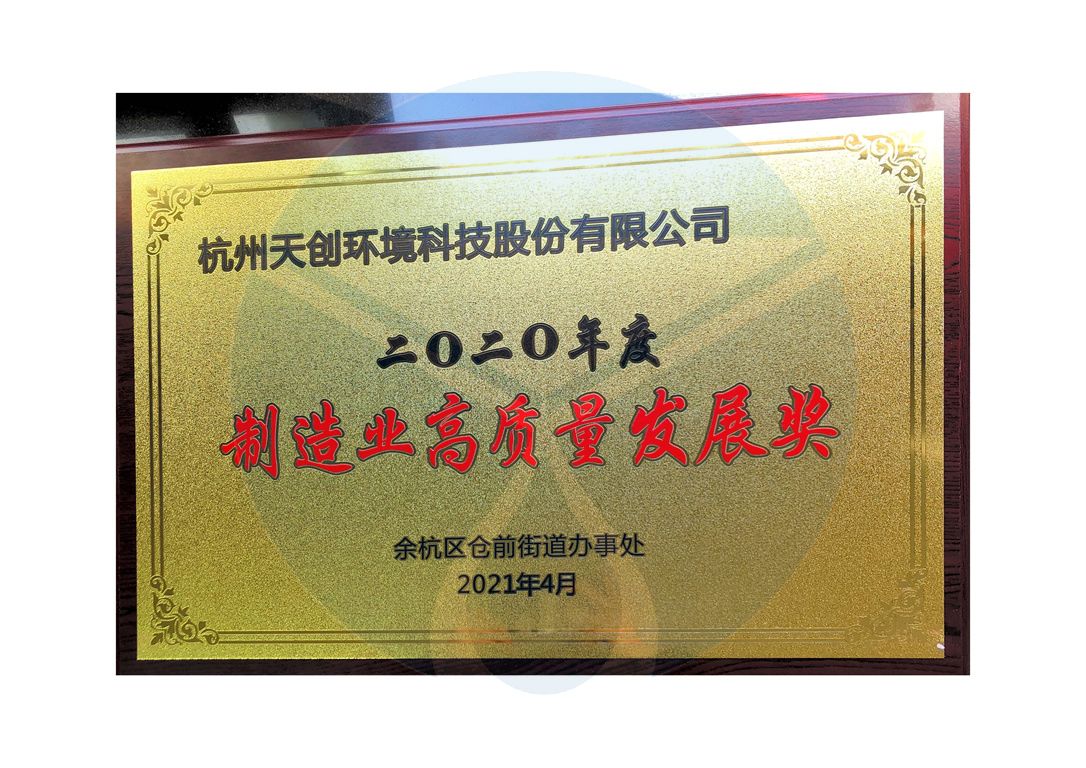 杭州天创环境科技股份有限公司
二〇二〇年度
制造业高质量发展奖
余杭区仓前街道办事处
2021年4月